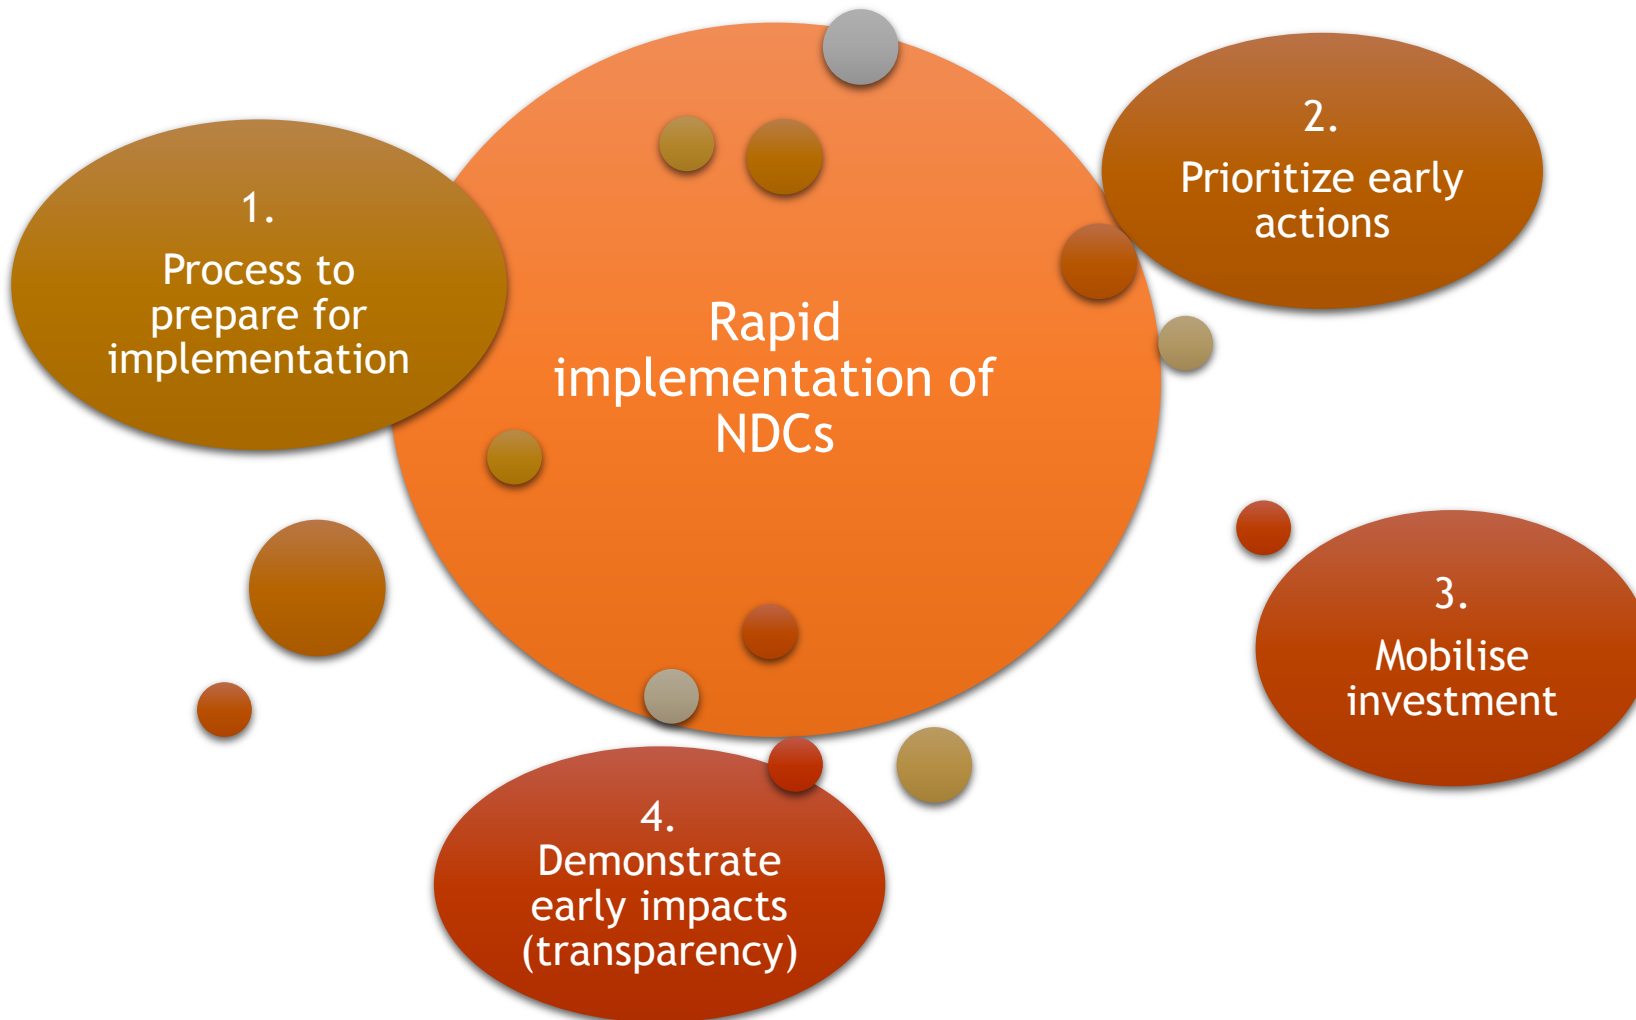 Rapid
implementation of
NDCs
1.
Process to
prepare for
implementation
2.
Prioritize early
actions
3.
Mobilise
investment
4.
Demonstrate
early impacts
(transparency)